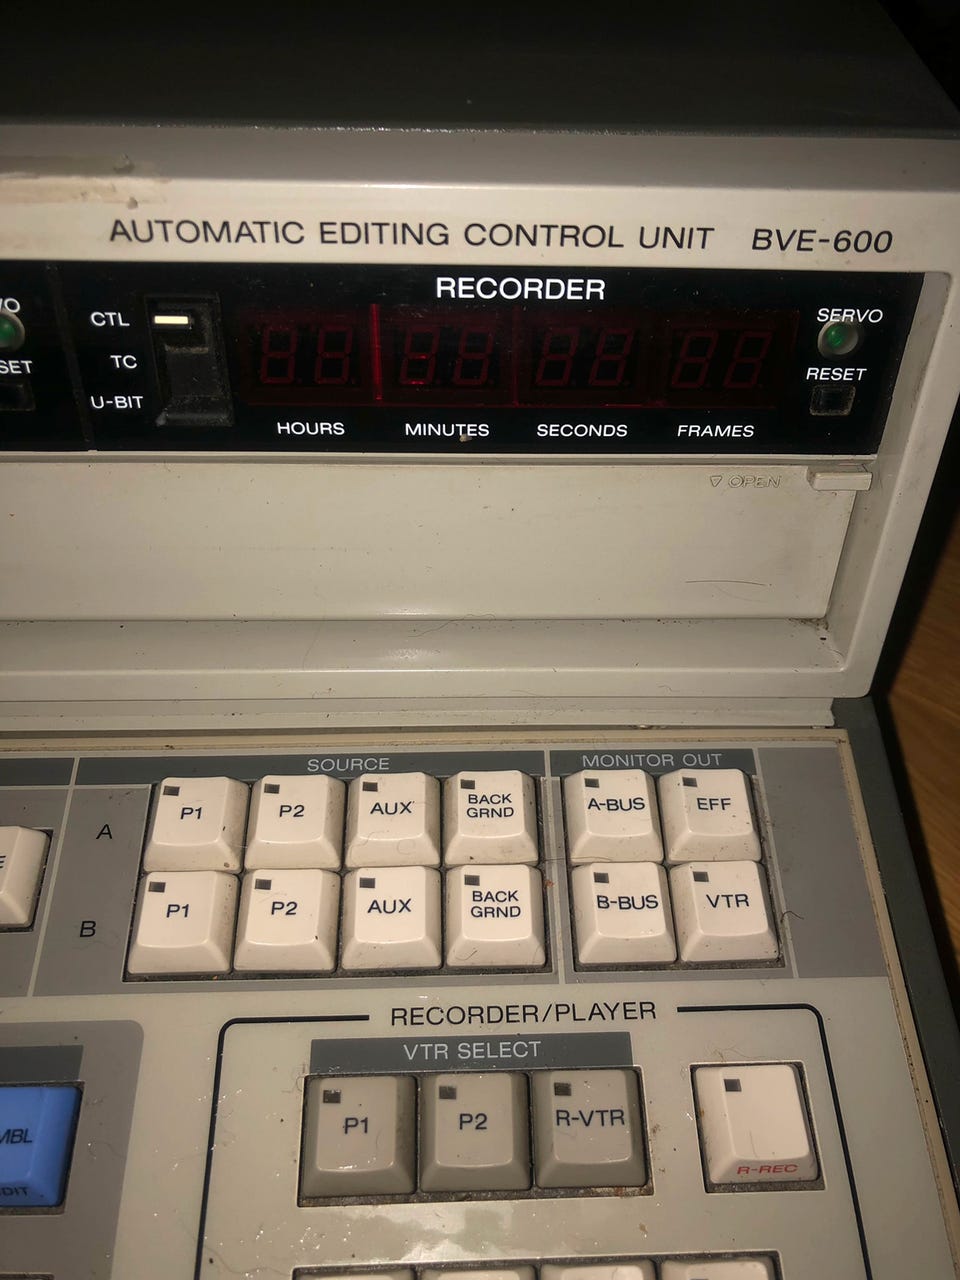 AUTOMATIC EDITING CONTROL UNIT BVE-600
RECORDER
CTL
TC
U-BIT
SERVO
RESET
HOURS MINUTES SECONDS FRAMES
▽ OPEN
SOURCE
MONITOR OUT
A
P1
P2
AUX
BACK
GRND
A-BUS
EFF
B
P1
P2
AUX
BACK
GRND
B-BUS
VTR
RECORDER/PLAYER
VTR SELECT
P1
P2
R-VTR
R-REC